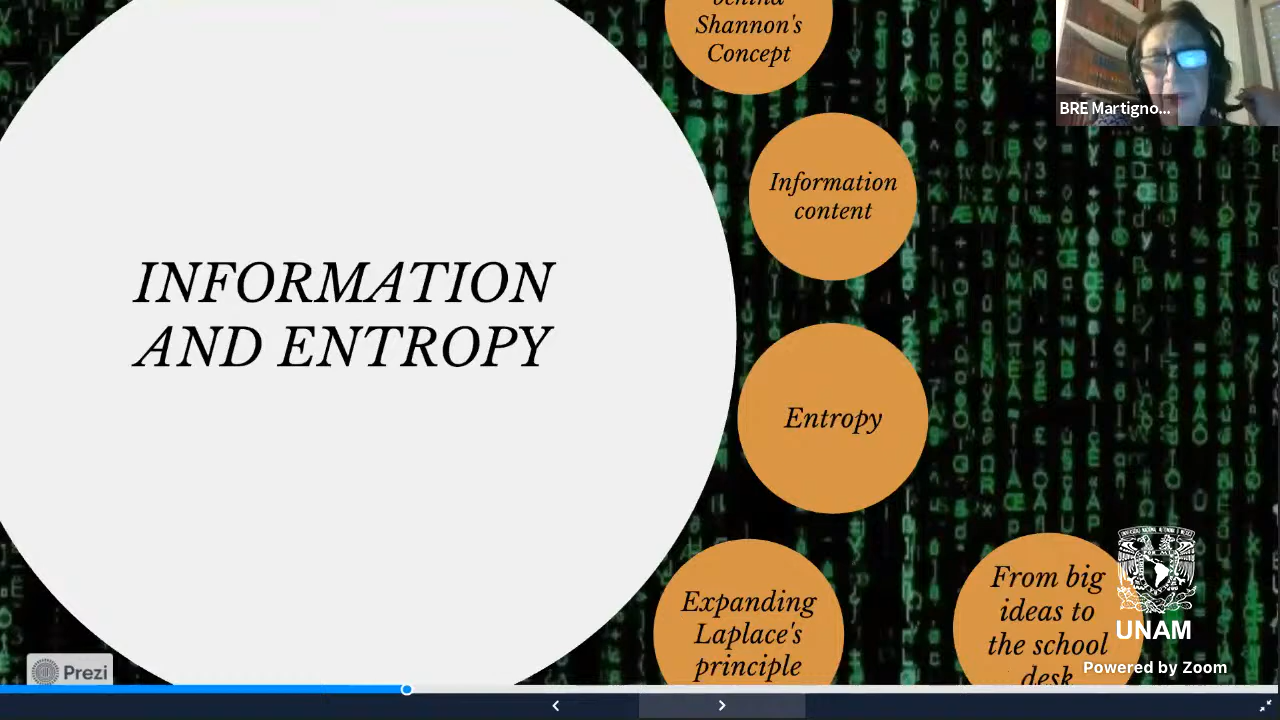 Shannon's
Concept
BRE Martigno...
Information
content
INFORMATION
AND ENTROPY
Entropy
Expanding
Laplace's
principle
From big
ideas to
the school
desk
UNAM
Powered by Zoom
Prezi